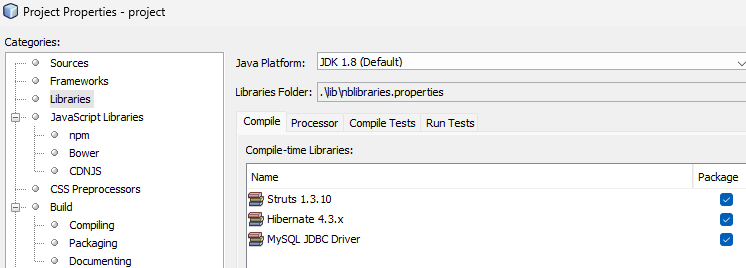 Project Properties - project
Categories:
Sources
Frameworks
Libraries
JavaScript Libraries
npm
Bower
CDNJS
CSS Preprocessors
Build
Compiling
Packaging
Documenting
Java Platform: JDK 1.8 (Default)
Libraries Folder: .\lib\nblibraries.properties
Compile Processor Compile Tests Run Tests
Compile-time Libraries:
Name Package
Struts 1.3.10
Hibernate 4.3.x
MySQL JDBC Driver